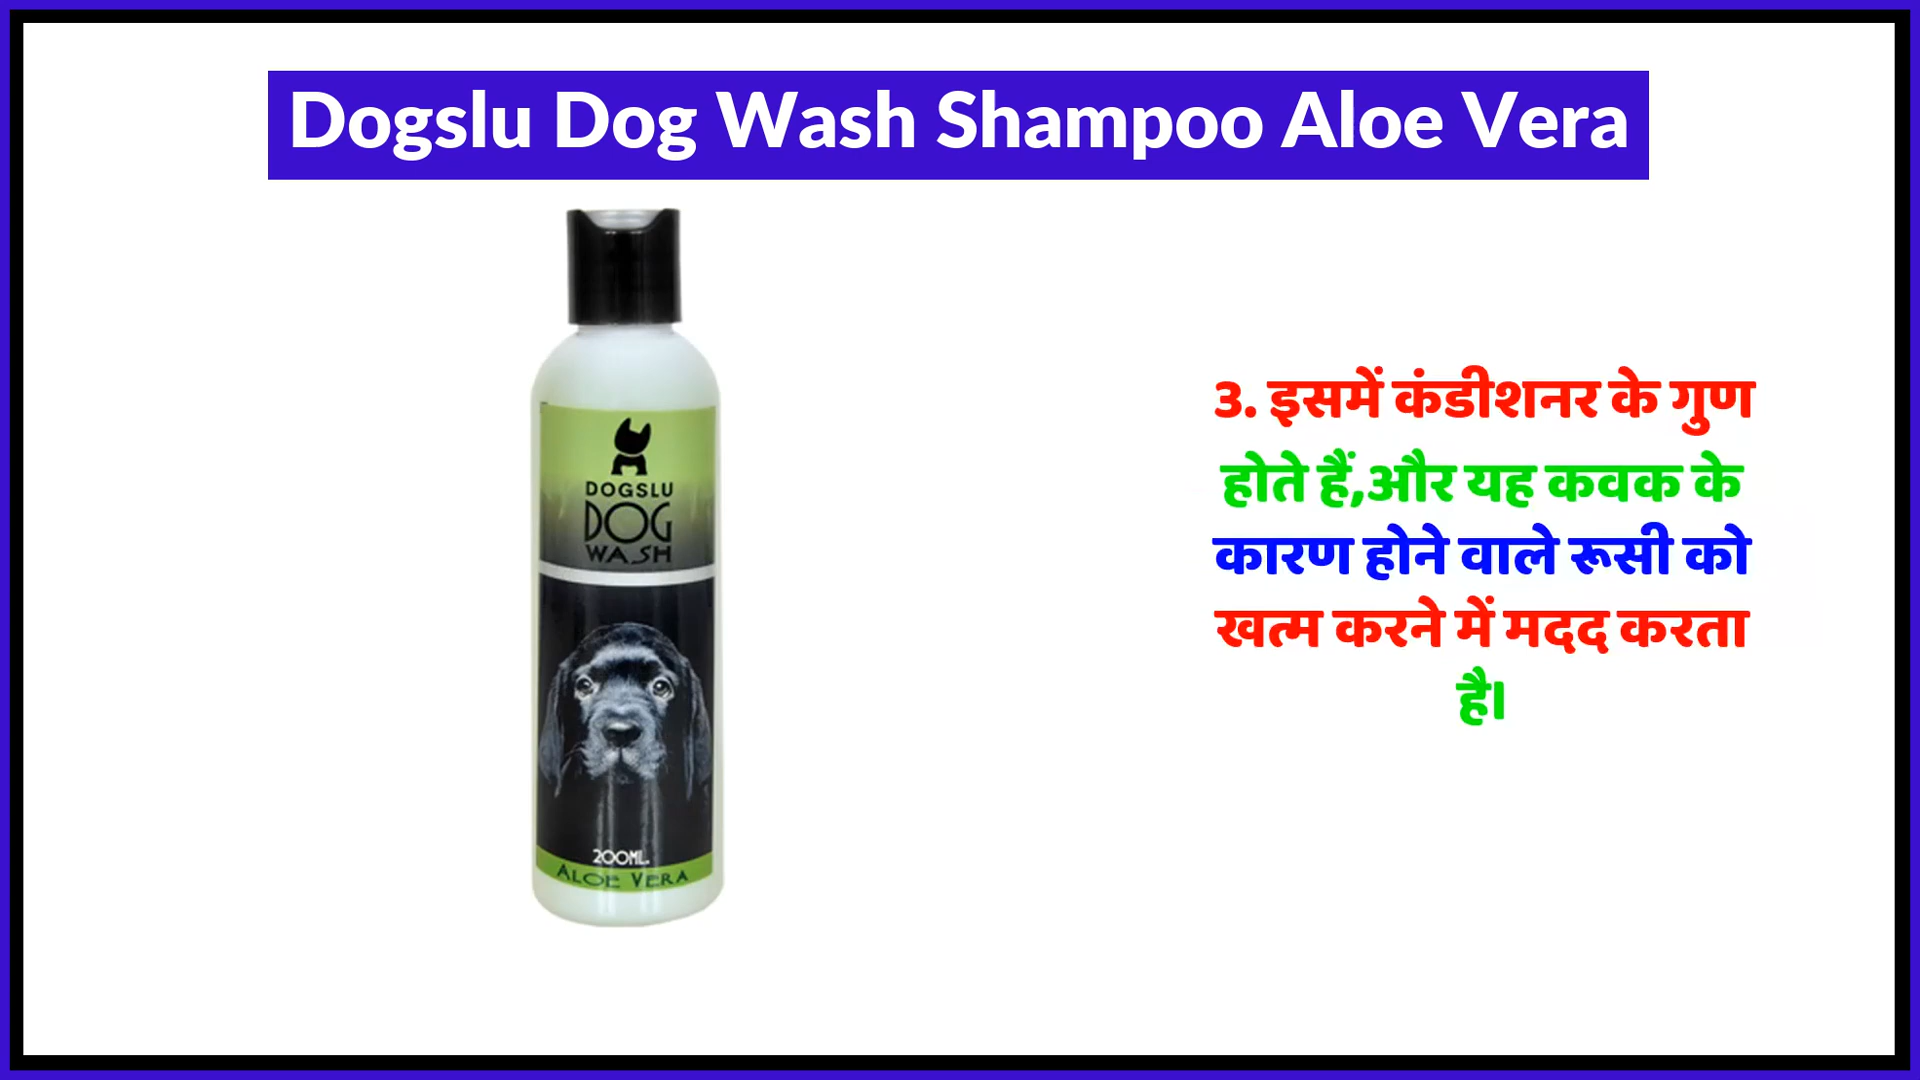 Dogslu Dog Wash Shampoo Aloe Vera
DOGSLU
DOG
WASH
200ML.
ALOE VERA
3. इसमें कंडीशनर के गुण
होते हैं,और यह कवक के
कारण होने वाले रूसी को
खत्म करने में मदद करता
है।